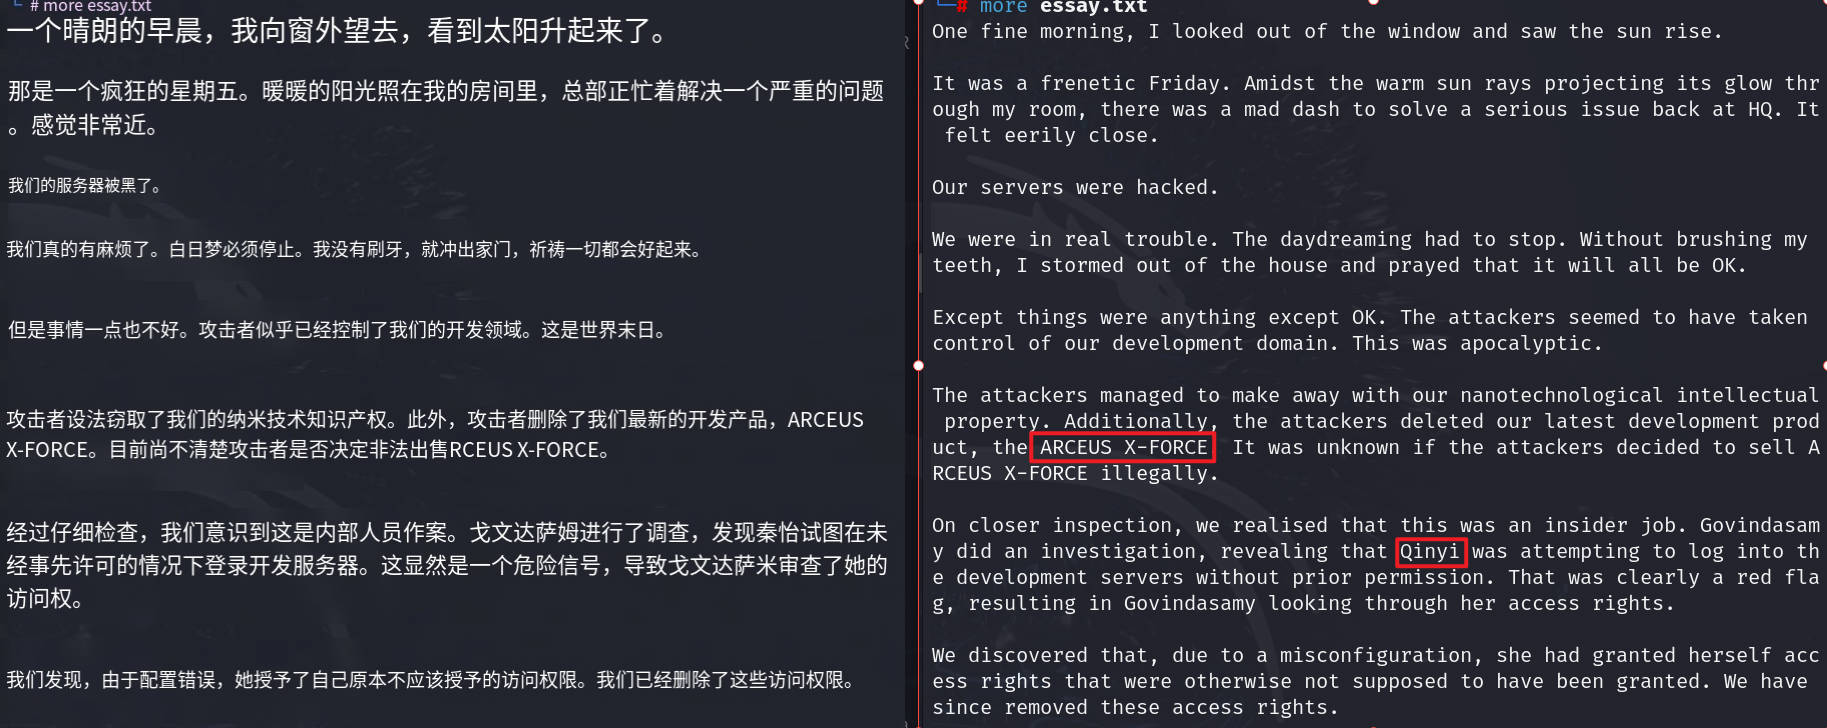 # more essay.txt
一个晴朗的早晨，我向窗外望去，看到太阳升起来了。
那是一个疯狂的星期五。暖暖的阳光照在我的房间里，总部正忙着解决一个严重的问题
。感觉非常近。
我们的服务器被黑了。
我们真的有麻烦了。白日梦必须停止。我没有刷牙，就冲出家门，祈祷一切都会好起来。
但是事情一点也不好。攻击者似乎已经控制了我们的开发领域。这是世界末日。
攻击者设法窃取了我们的纳米技术知识产权。此外，攻击者删除了我们最新的开发产品，ARCEUS
X-FORCE。目前尚不清楚攻击者是否决定非法出售RCEUS X-FORCE。
经过仔细检查，我们意识到这是内部人员作案。戈文达萨姆进行了调查，发现秦怡试图在未
经事先许可的情况下登录开发服务器。这显然是一个危险信号，导致戈文达萨米审查了她的
访问权。
我们发现，由于配置错误，她授予了自己原本不应该授予的访问权限。我们已经删除了这些访问权限。
# more essay.txt
One fine morning, I looked out of the window and saw the sun rise.
It was a frenetic Friday. Amidst the warm sun rays projecting its glow thr
ough my room, there was a mad dash to solve a serious issue back at HQ. It
felt eerily close.
Our servers were hacked.
We were in real trouble. The daydreaming had to stop. Without brushing my
teeth, I stormed out of the house and prayed that it will all be OK.
Except things were anything except OK. The attackers seemed to have taken
control of our development domain. This was apocalyptic.
The attackers managed to make away with our nanotechnological intellectual
property. Additionally, the attackers deleted our latest development prod
uct, the ARCEUS X-FORCE It was unknown if the attackers decided to sell A
RCEUS X-FORCE illegally.
On closer inspection, we realised that this was an insider job. Govindasam
y did an investigation, revealing that Qinyi was attempting to log into th
e development servers without prior permission. That was clearly a red fla
g, resulting in Govindasamy looking through her access rights.
We discovered that, due to a misconfiguration, she had granted herself acc
ess rights that were otherwise not supposed to have been granted. We have
since removed these access rights.